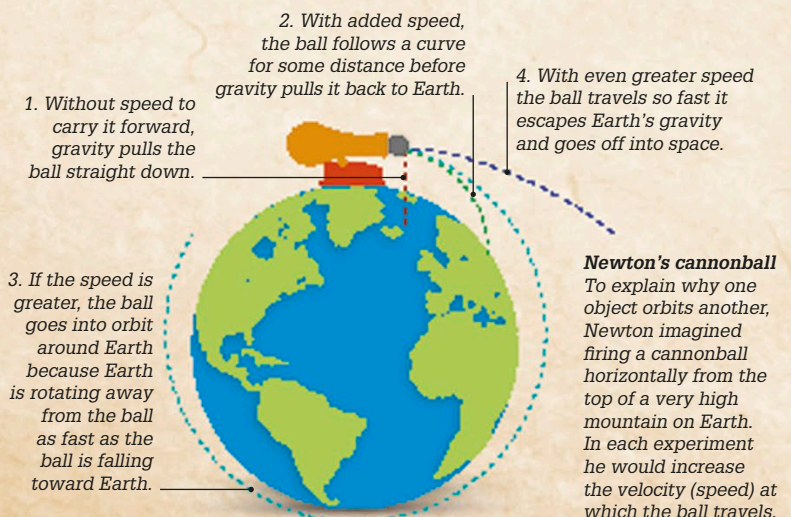 1. Without speed to
carry it forward,
gravity pulls the
ball straight down.
2. With added speed,
the ball follows a curve
for some distance before
gravity pulls it back to Earth.
3. If the speed is
greater, the ball
goes into orbit
around Earth
because Earth
is rotating away
from the ball
as fast as the
ball is falling
toward Earth.
4. With even greater speed
the ball travels so fast it
escapes Earth's gravity
and goes off into space.
Newton's cannonball
To explain why one
object orbits another,
Newton imagined
firing a cannonball
horizontally from the
top of a very high
mountain on Earth.
In each experiment
he would increase
the velocity (speed) at
which the ball travels.